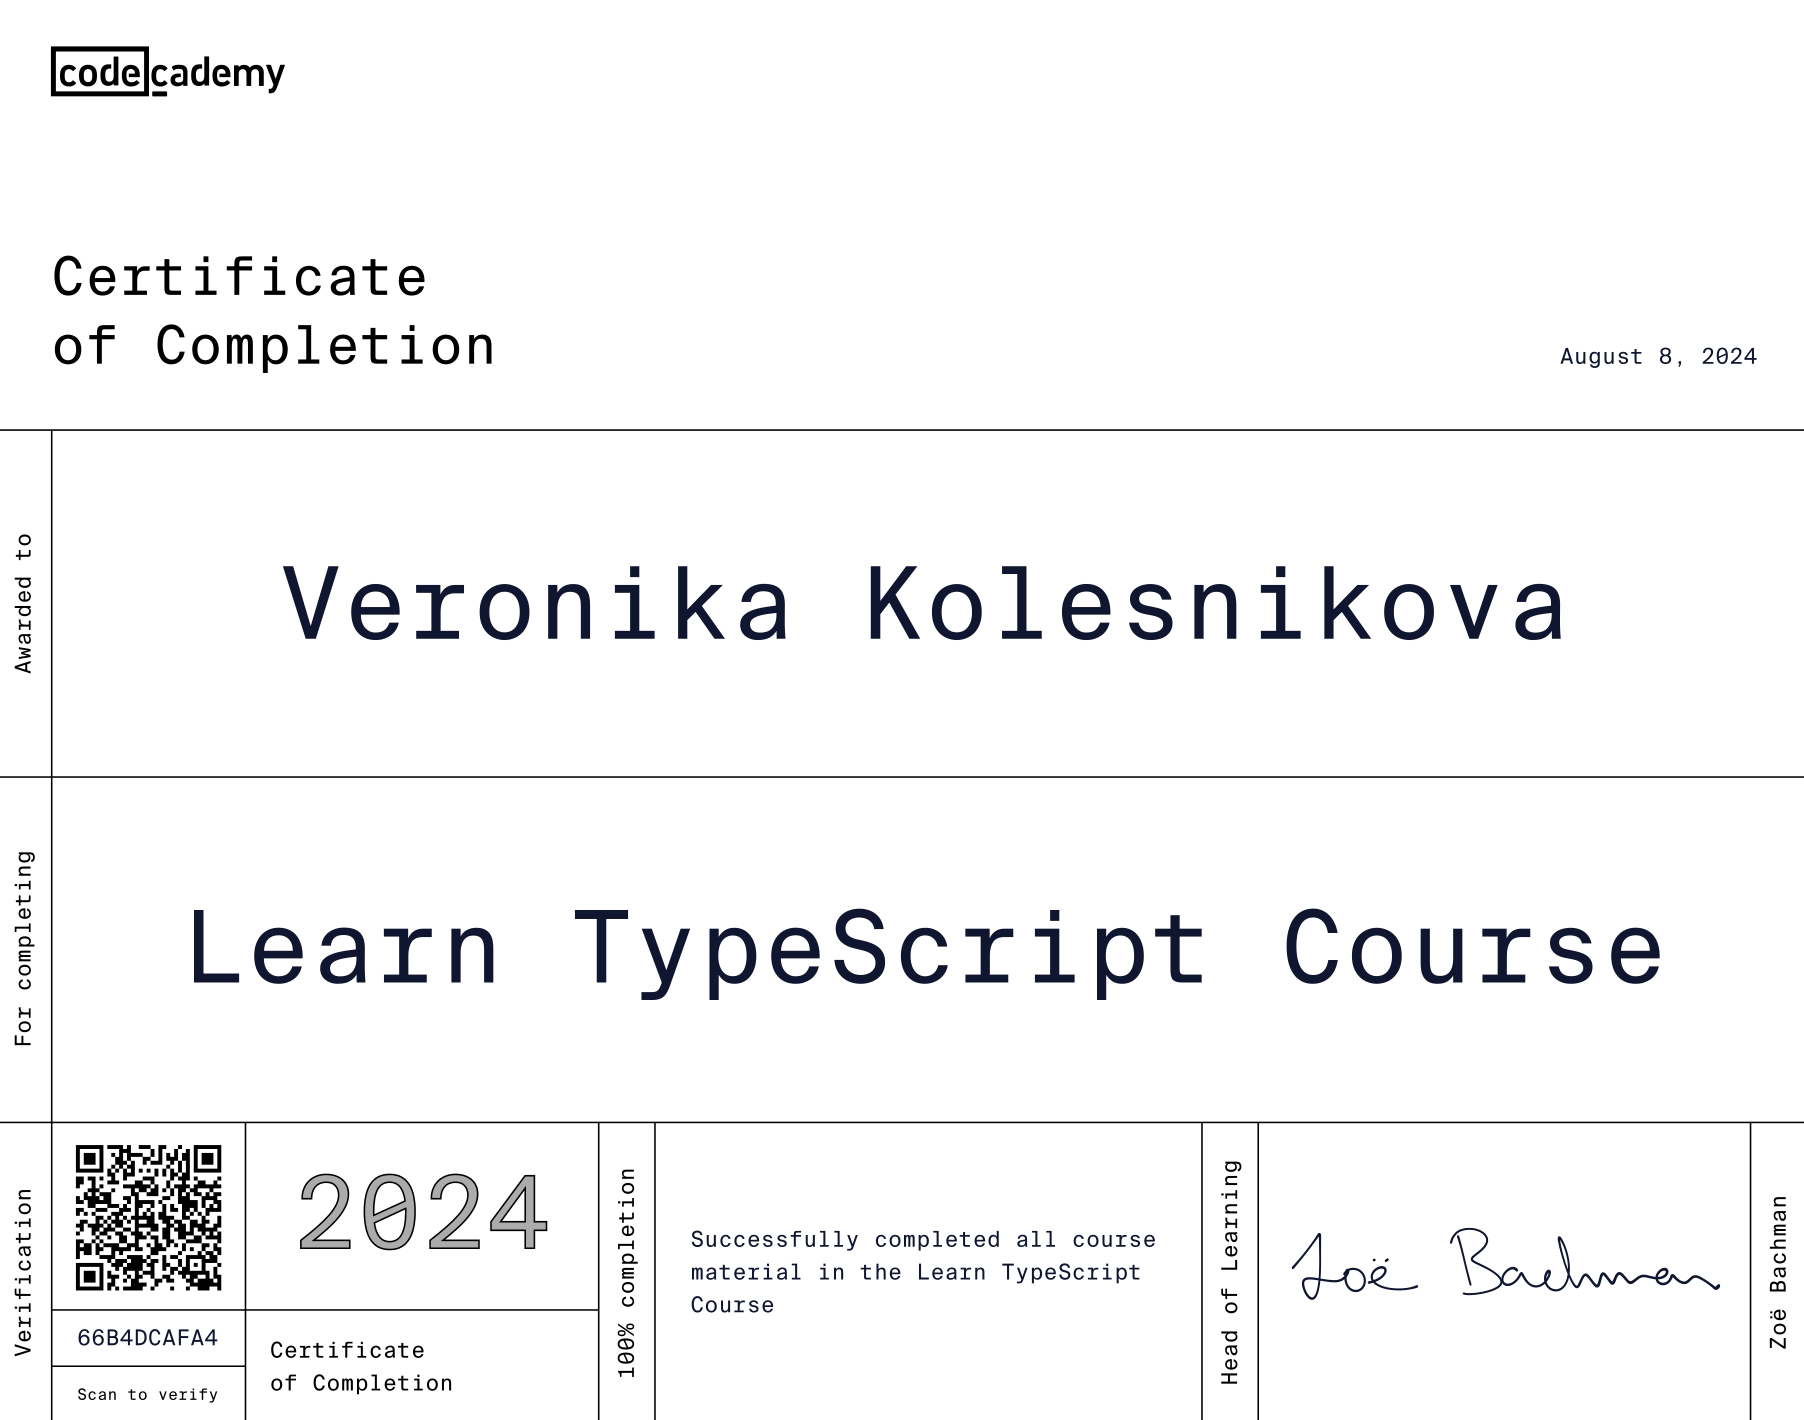 codecademy
Certificate
of Completion
August 8, 2024
Awarded to
Veronika Kolesnikova
For completing
Learn TypeScript Course
Verification
66B4DCAFA4
Scan to verify
2024
Certificate
of Completion
100% completion
Successfully completed all course
material in the Learn TypeScript
Course
Head of Learning
Zoë Bachman
Zoë Bachman